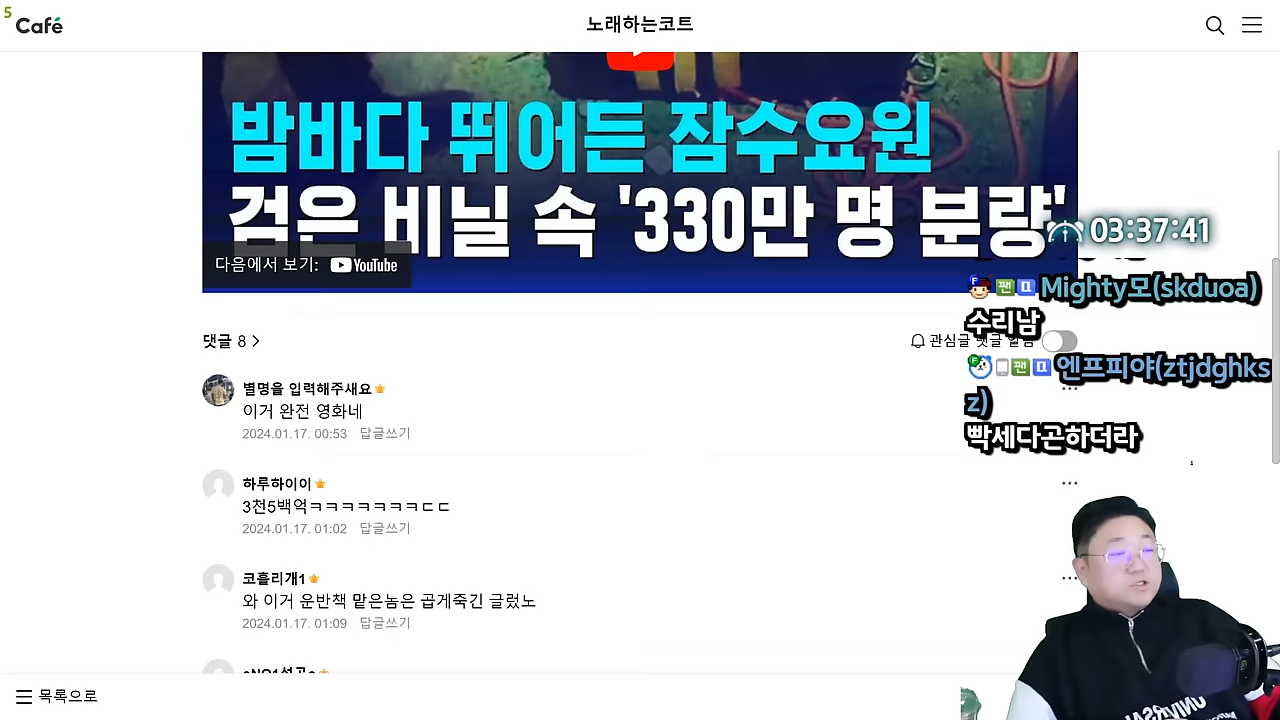 5
Café
노래하는코트
밤바다 뛰어든 잠수요원
검은 비닐 속 '330만 명 분량'
다음에서 보기: YouTube
03:37:41
Mighty모(skduoa)
수리남
엔프피야(ztjdghks
z)
빡세다곤하더라
댓글 8
관심글 댓글 알림
별명을 입력해주세요
이거 완전 영화네
2024.01.17. 00:53 답글쓰기
하루하이이
3천5백억ㅋㅋㅋㅋㅋㅋㅋㄷㄷ
2024.01.17. 01:02 답글쓰기
코흘리개1
와 이거 운반책 맡은놈은 곱게죽긴 글렀노
2024.01.17. 01:09 답글쓰기
목록으로